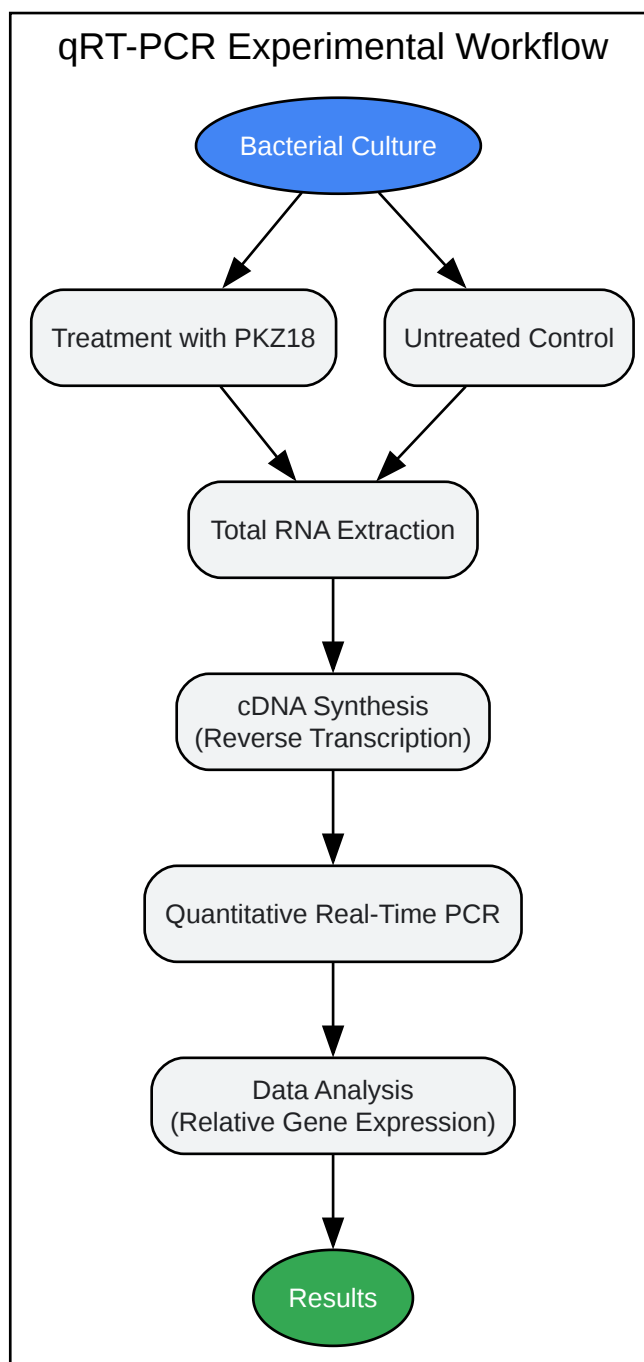 qRT-PCR Experimental Workflow
Bacterial Culture
Treatment with PKZ18
Untreated Control
Total RNA Extraction
cDNA Synthesis
(Reverse Transcription)
Quantitative Real-Time PCR
Data Analysis
(Relative Gene Expression)
Results